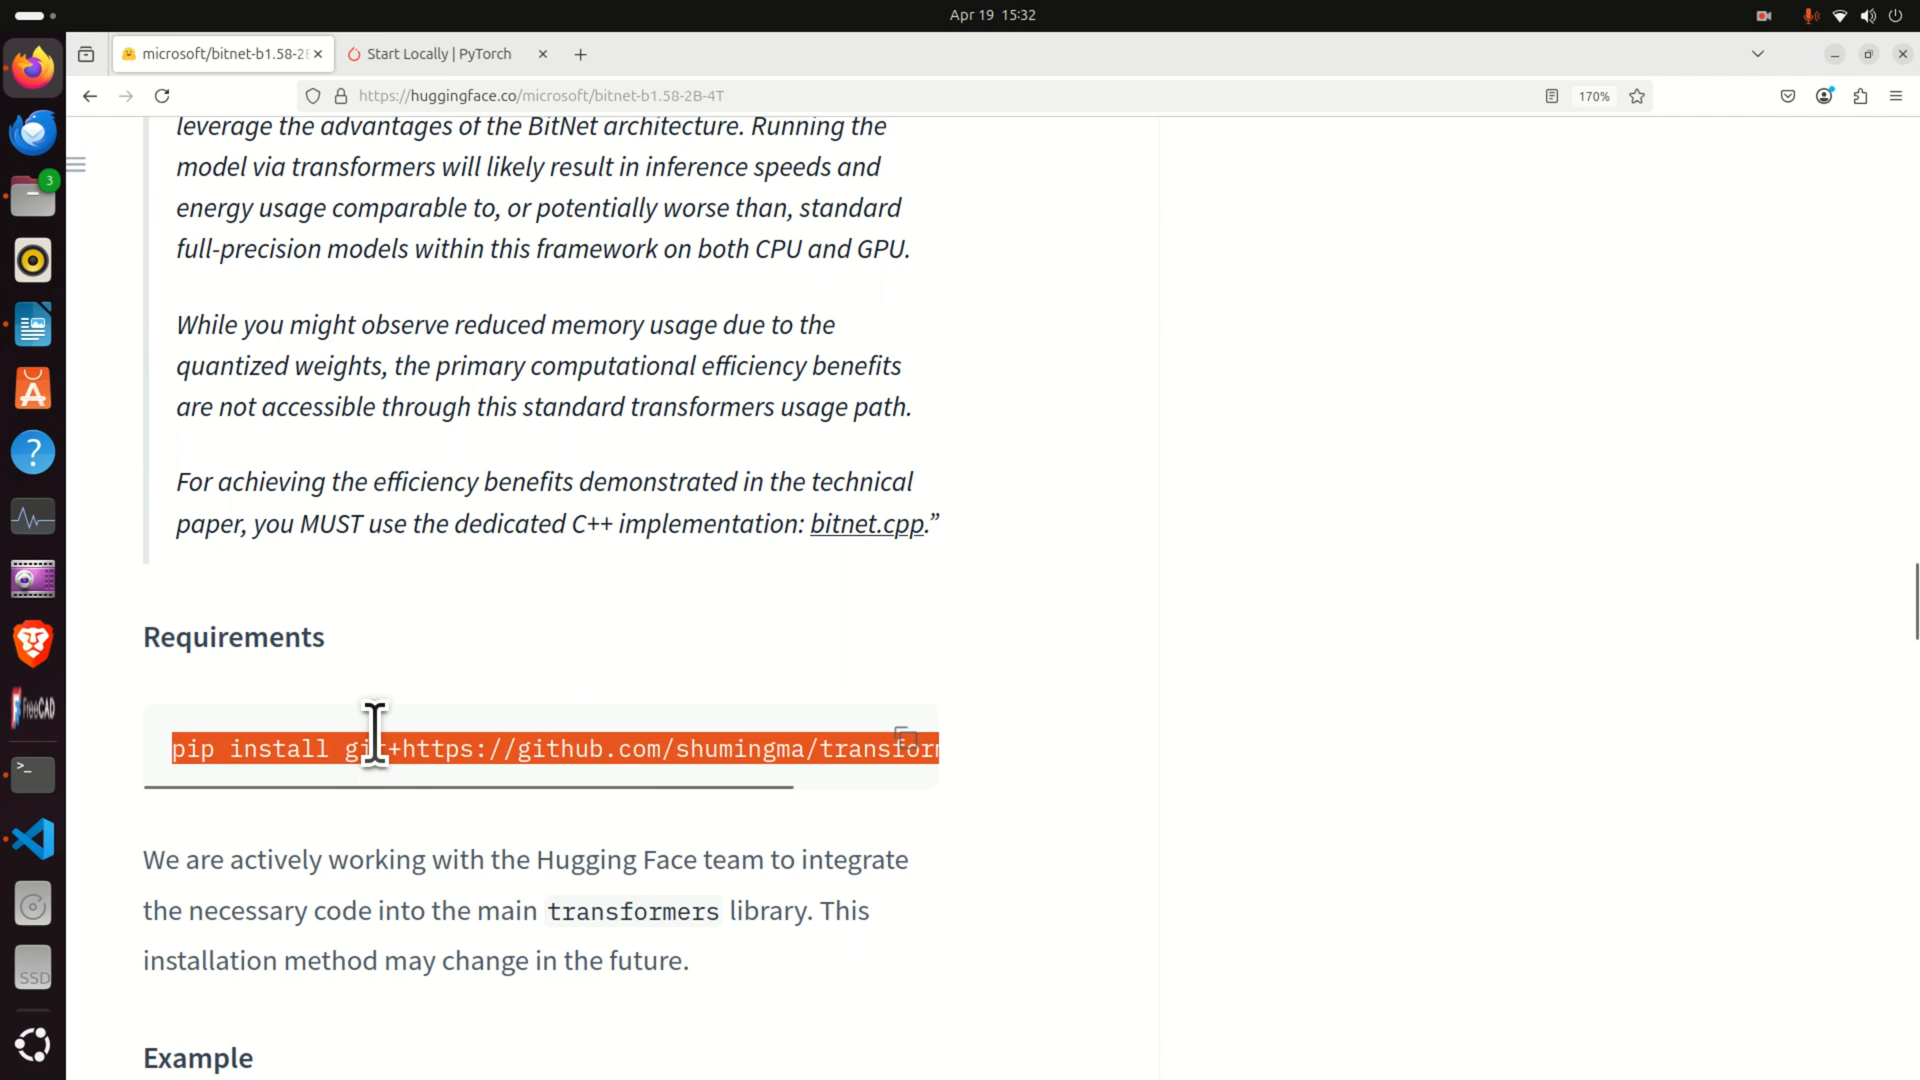 Apr 19 15:32
microsoft/bitnet-b1.58-2B
Start Locally | PyTorch
https://huggingface.co/microsoft/bitnet-b1.58-2B-4T
170%
3
leverage the advantages of the BitNet architecture. Running the
model via transformers will likely result in inference speeds and
energy usage comparable to, or potentially worse than, standard
full-precision models within this framework on both CPU and GPU.
While you might observe reduced memory usage due to the
quantized weights, the primary computational efficiency benefits
are not accessible through this standard transformers usage path.
For achieving the efficiency benefits demonstrated in the technical
paper, you MUST use the dedicated C++ implementation: bitnet.cpp.”
Requirements
pip install git+https://github.com/shumingma/transform
We are actively working with the Hugging Face team to integrate
the necessary code into the main transformers library. This
installation method may change in the future.
Example
FreeCAD
SSD